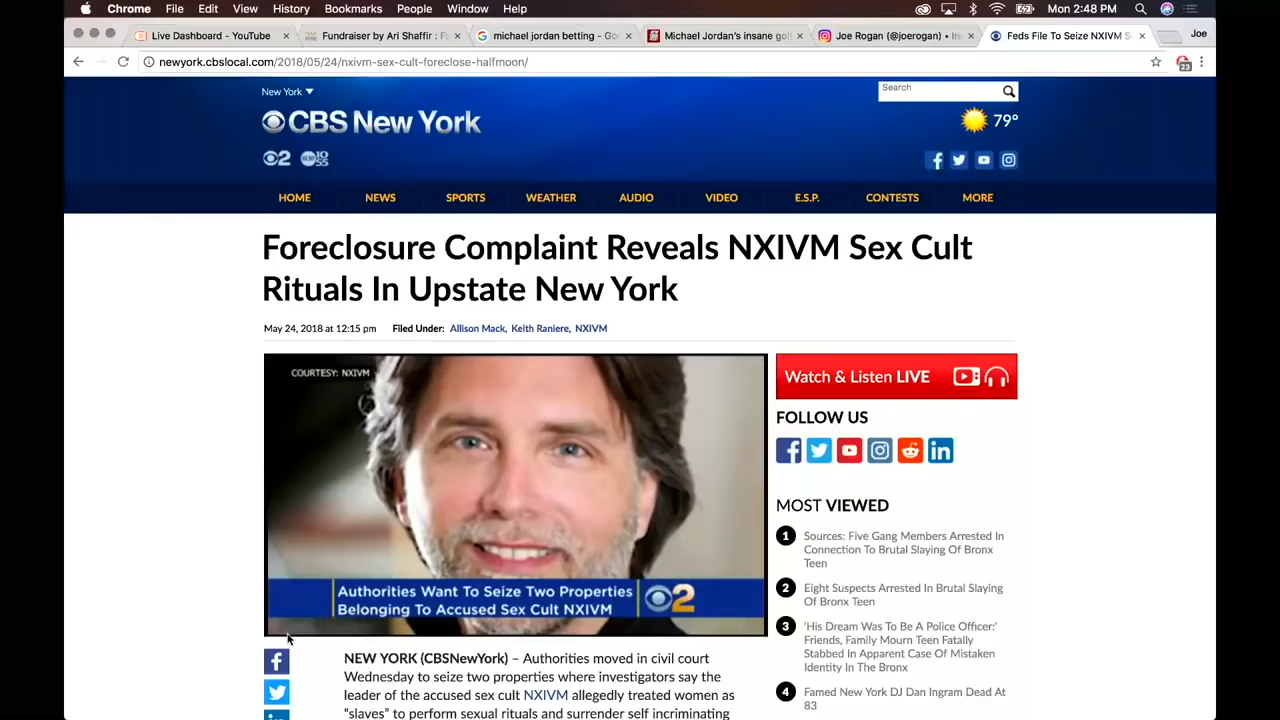 Chrome File Edit View History Bookmarks People Window Help Mon 2:48 PM
Live Dashboard - YouTube × Fundraiser by Ari Shaffir : F × michael jordan betting - Go × Michael Jordan's insane gol × Joe Rogan (@joerogan) • In × Feds File To Seize NXIVM S × Joe
newyork.cbslocal.com/2018/05/24/nxivm-sex-cult-foreclose-halfmoon/ 23
New York
Search
CBS New York
79°
2
HOME NEWS SPORTS WEATHER AUDIO VIDEO E.S.P. CONTESTS MORE
Foreclosure Complaint Reveals NXIVM Sex Cult
Rituals In Upstate New York
May 24, 2018 at 12:15 pm Filed Under: Allison Mack, Keith Raniere, NXIVM
COURTESY: NXIVM
Authorities Want To Seize Two Properties
Belonging To Accused Sex Cult NXIVM
2
NEW YORK (CBSNewYork) – Authorities moved in civil court
Wednesday to seize two properties where investigators say the
leader of the accused sex cult NXIVM allegedly treated women as
“slaves” to perform sexual rituals and surrender self incriminating
Watch & Listen LIVE
FOLLOW US
MOST VIEWED
1 Sources: Five Gang Members Arrested In
Connection To Brutal Slaying Of Bronx
Teen
2 Eight Suspects Arrested In Brutal Slaying
Of Bronx Teen
3 'His Dream Was To Be A Police Officer:'
Friends, Family Mourn Teen Fatally
Stabbed In Apparent Case Of Mistaken
Identity In The Bronx
4 Famed New York DJ Dan Ingram Dead At
83